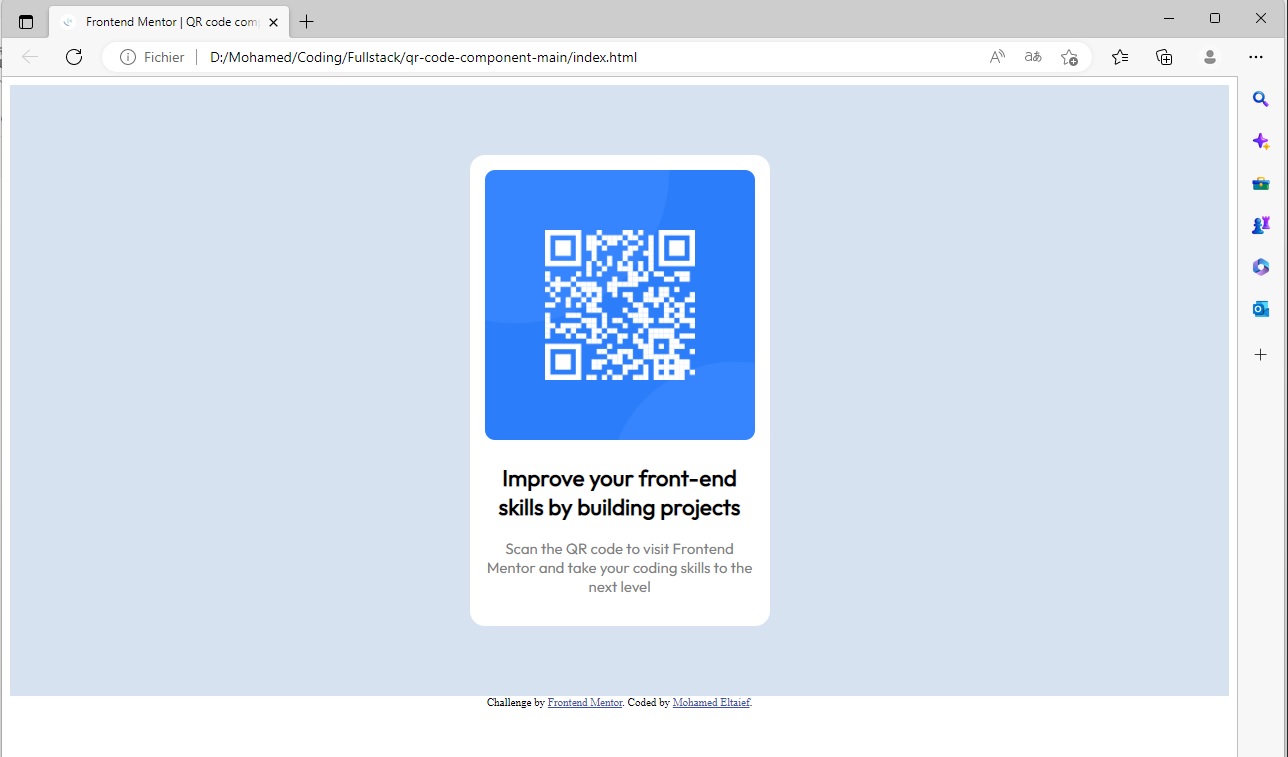 Frontend Mentor | QR code com
Fichier
D:/Mohamed/Coding/Fullstack/qr-code-component-main/index.html
Improve your front-end
skills by building projects
Scan the QR code to visit Frontend
Mentor and take your coding skills to the
next level
Challenge by Frontend Mentor. Coded by Mohamed Eltaief.